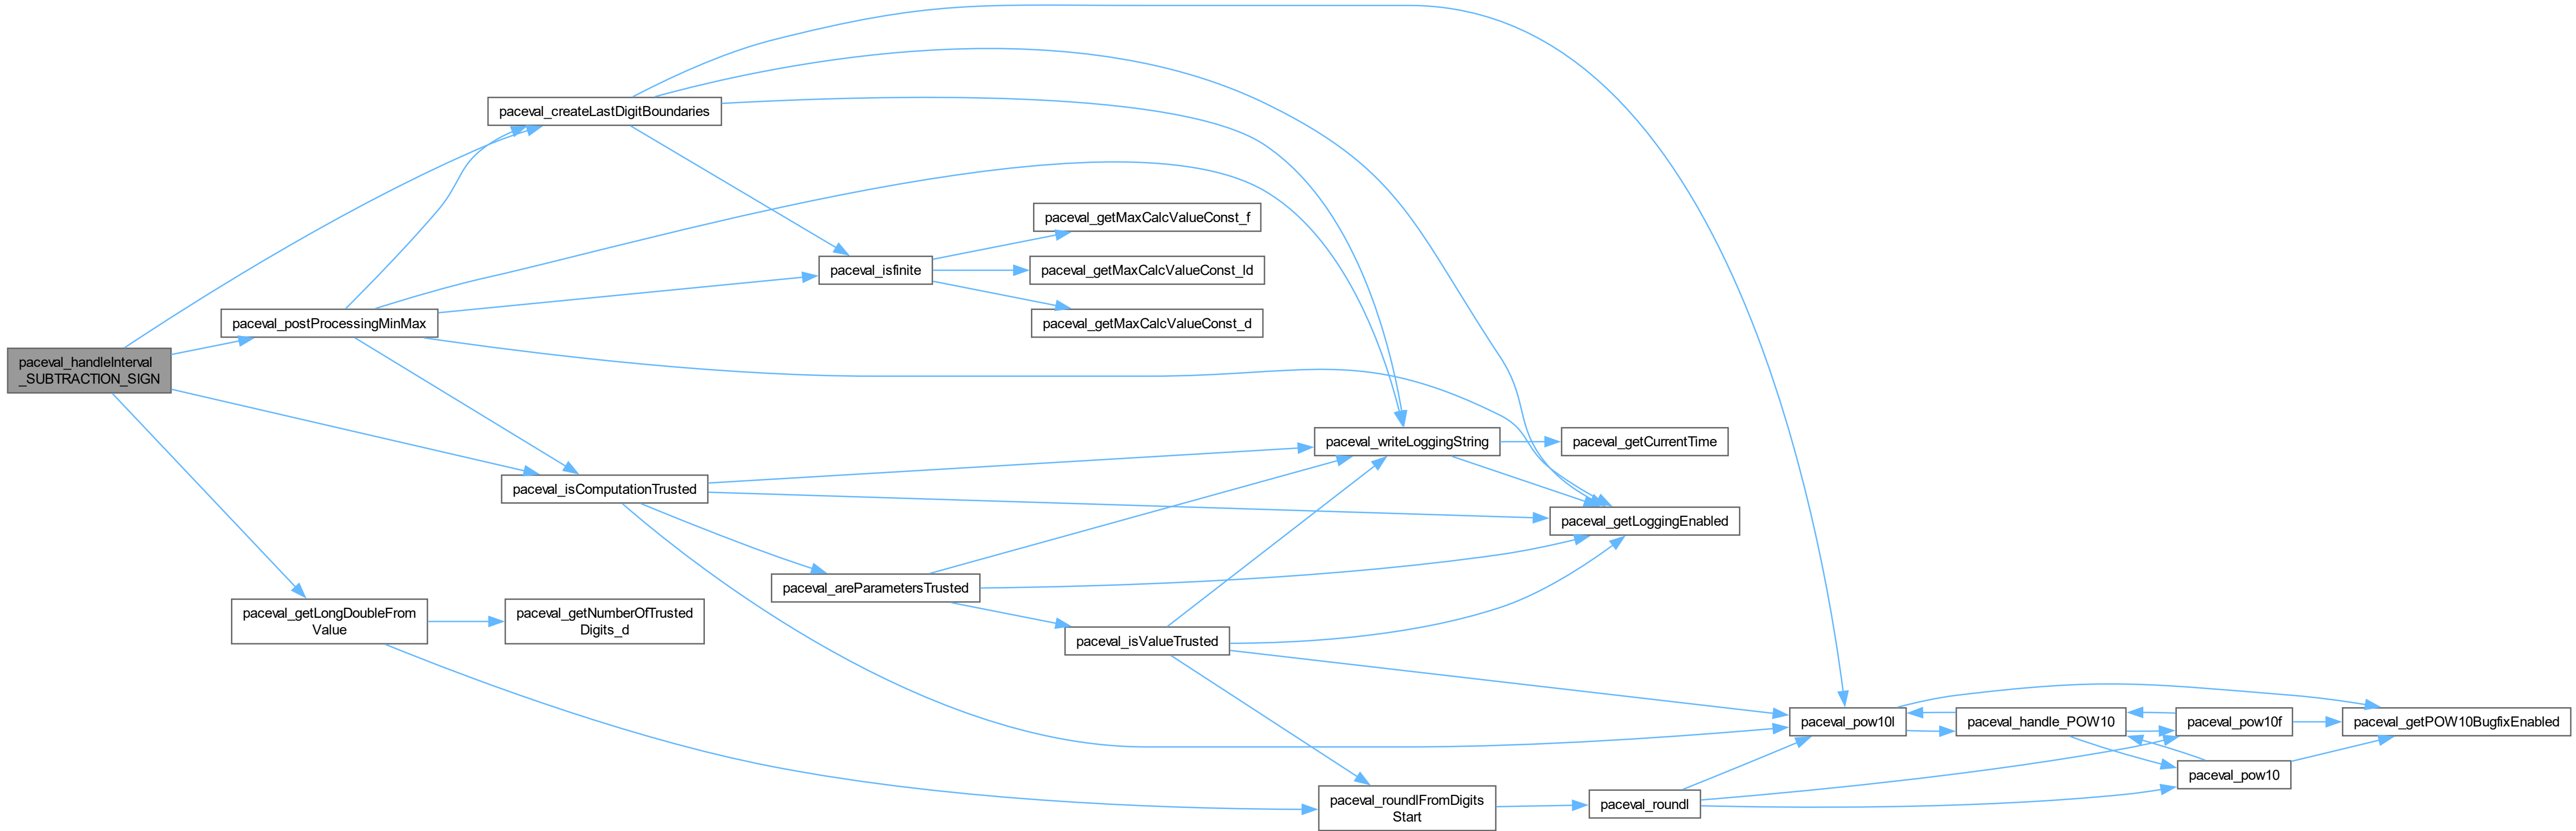 paceval_handleInterval
_SUBTRACTION_SIGN
paceval_createLastDigitBoundaries
paceval_postProcessingMinMax
paceval_isComputationTrusted
paceval_getLongDoubleFrom
Value
paceval_getNumberOfTrusted
Digits_d
paceval_isfinite
paceval_getMaxCalcValueConst_f
paceval_getMaxCalcValueConst_ld
paceval_getMaxCalcValueConst_d
paceval_areParametersTrusted
paceval_isValueTrusted
paceval_writeLoggingString
paceval_getCurrentTime
paceval_getLoggingEnabled
paceval_roundlFromDigits
Start
paceval_roundl
paceval_pow10l
paceval_handle_POW10
paceval_pow10f
paceval_pow10
paceval_getPOW10BugfixEnabled